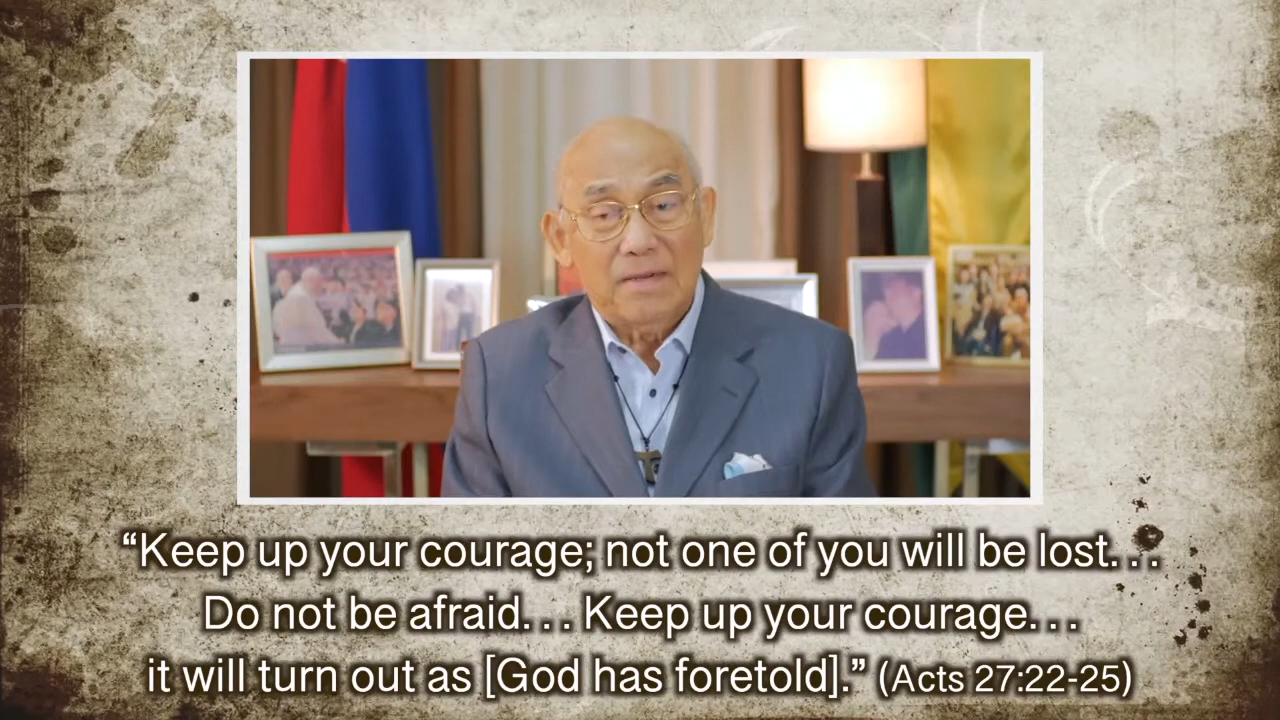 “Keep up your courage; not one of you will be lost. . .
Do not be afraid. . . Keep up your courage. . .
it will turn out as [God has foretold].” (Acts 27:22-25)